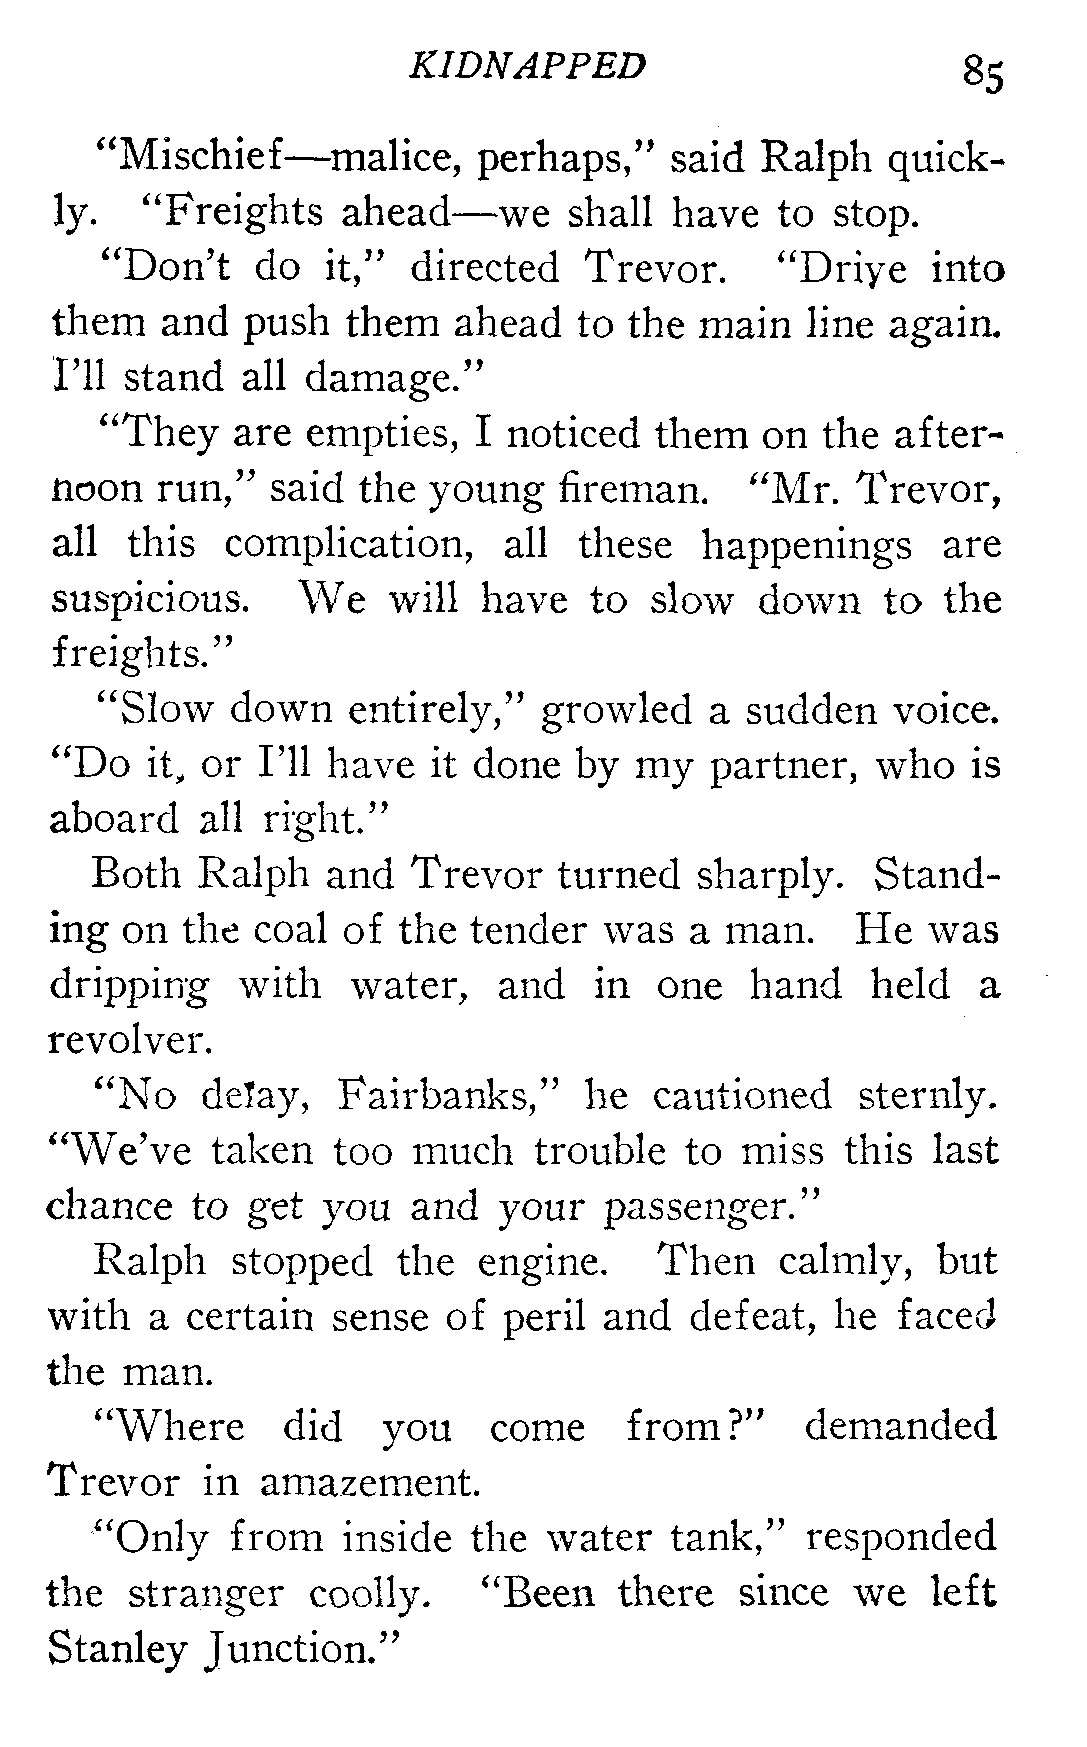 KIDNAPPED 85
“Mischief—malice, perhaps,” said Ralph quick-
ly. “Freights ahead—we shall have to stop.
“Don’t do it,” directed Trevor. “Drive into
them and push them ahead to the main line again.
I’ll stand all damage.”
“They are empties, I noticed them on the after-
noon run,” said the young fireman. “Mr. Trevor,
all this complication, all these happenings are
suspicious. We will have to slow down to the
freights.”
“Slow down entirely,” growled a sudden voice.
“Do it, or I’ll have it done by my partner, who is
aboard all right.”
Both Ralph and Trevor turned sharply. Stand-
ing on the coal of the tender was a man. He was
dripping with water, and in one hand held a
revolver.
“No delay, Fairbanks,” he cautioned sternly.
“We’ve taken too much trouble to miss this last
chance to get you and your passenger.”
Ralph stopped the engine. Then calmly, but
with a certain sense of peril and defeat, he faced
the man.
“Where did you come from?” demanded
Trevor in amazement.
“Only from inside the water tank,” responded
the stranger coolly. “Been there since we left
Stanley Junction.”